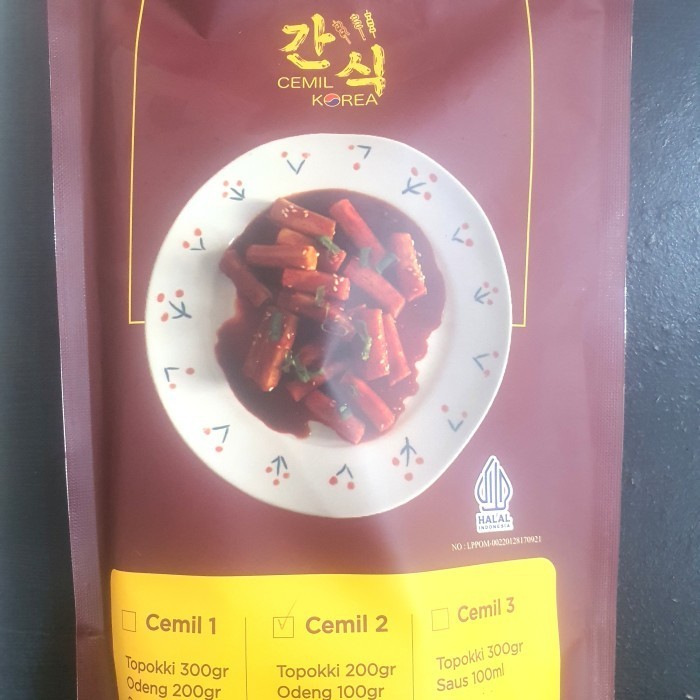 간식
CEMIL
KOREA
HALAL
INDONESIA
NO : LPPOM-00220128170921
Cemil 1
Topokki 300gr
Odeng 200gr
Cemil 2
Topokki 200gr
Odeng 100gr
Cemil 3
Topokki 300gr
Saus 100ml